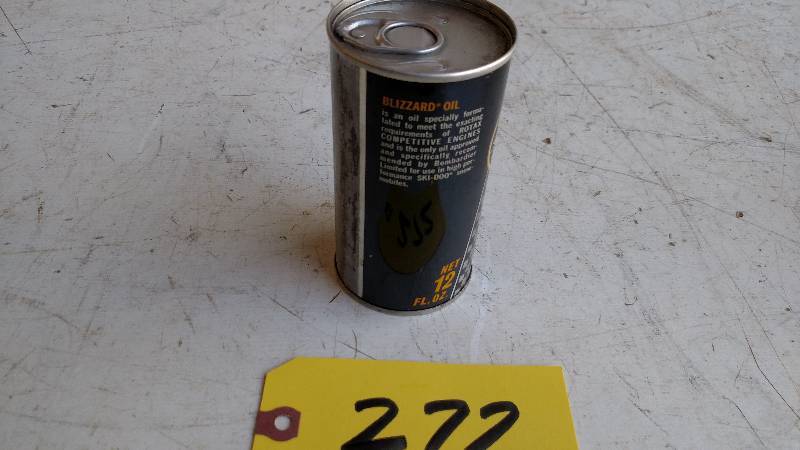 BLIZZARD® OIL
is an oil specially formu-
lated to meet the exacting
requirements of ROTAX
COMPETITIVE ENGINES
and is the only oil approved
and specifically recom-
mended by Bombardier
Limited for use in high per-
formance SKI-DOO® snow-
mobiles.
NET
12
FL. OZ.
272